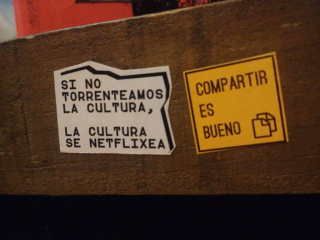 SI NO
TORRENTEAMOS
LA CULTURA,
LA CULTURA
SE NETFLIXEA
COMPARTIR
ES
BUENO